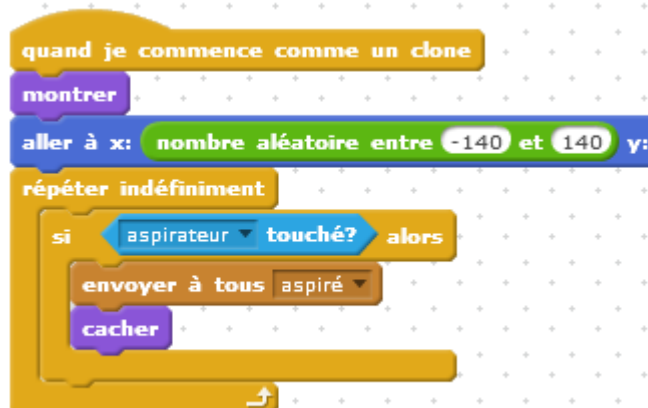 quand je commence comme un clone
montrer
aller à x: nombre aléatoire entre -140 et 140 y:
répéter indéfiniment
si aspirateur touché? alors
envoyer à tous aspiré
cacher